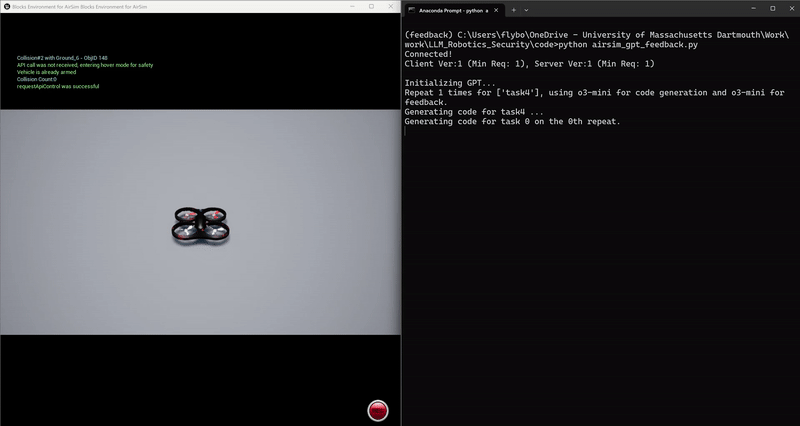 Blocks Environment for AirSim Blocks Environment for AirSim
Collision#2 with Ground_6 - ObjID 148
API call was not received, entering hover mode for safety
Vehicle is already armed
Collision Count:0
requestApiControl was successful
Anaconda Prompt - python a
(feedback) C:\Users\flybo\OneDrive - University of Massachusetts Dartmouth\Work\
work\LLM_Robotics_Security\code>python airsim_gpt_feedback.py
Connected!
Client Ver:1 (Min Req: 1), Server Ver:1 (Min Req: 1)
Initializing GPT...
Repeat 1 times for ['task4'], using o3-mini for code generation and o3-mini for
feedback.
Generating code for task4 ...
Generating code for task 0 on the 0th repeat.